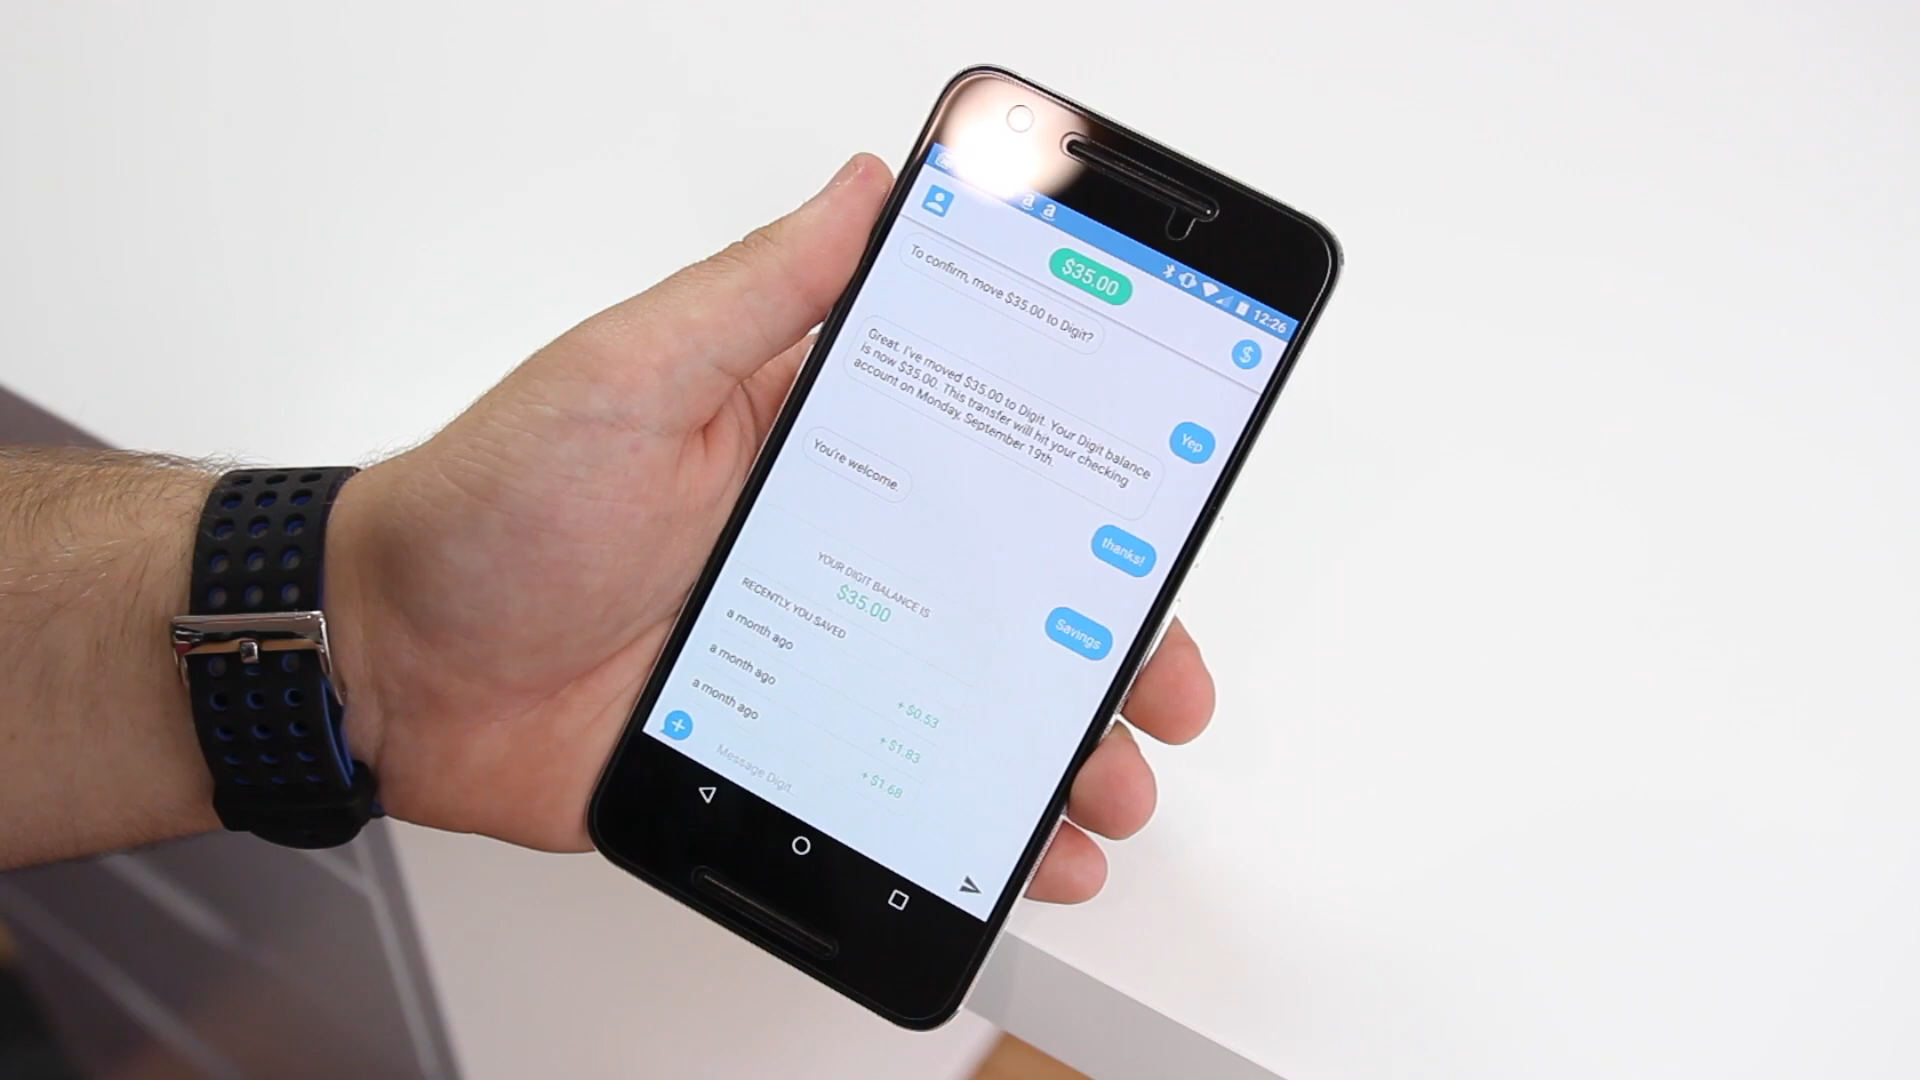 a a
12:26
$35.00
$
To confirm, move $35.00 to Digit?
Yep
Great. I've moved $35.00 to Digit. Your Digit balance
is now $35.00. This transfer will hit your checking
account on Monday, September 19th.
thanks!
You're welcome.
Savings
YOUR DIGIT BALANCE IS
$35.00
RECENTLY, YOU SAVED
a month ago + $0.53
a month ago + $1.83
a month ago + $1.68
Message Digit...